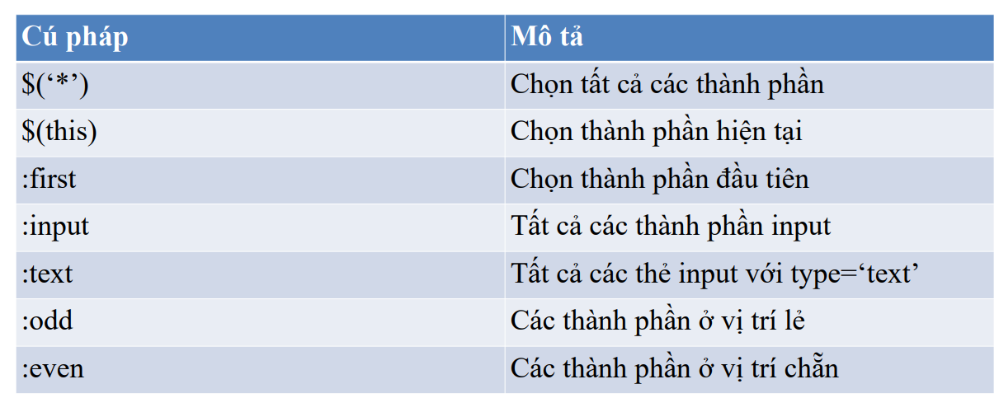 Cú pháp Mô tả
$(‘*’) Chọn tất cả các thành phần
$(this) Chọn thành phần hiện tại
:first Chọn thành phần đầu tiên
:input Tất cả các thành phần input
:text Tất cả các thẻ input với type=‘text’
:odd Các thành phần ở vị trí lẻ
:even Các thành phần ở vị trí chẵn